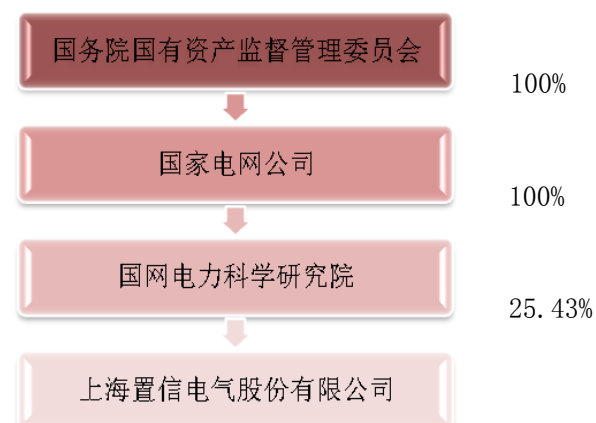 国务院国有资产监督管理委员会
100%
国家电网公司
100%
国网电力科学研究院
25.43%
上海置信电气股份有限公司